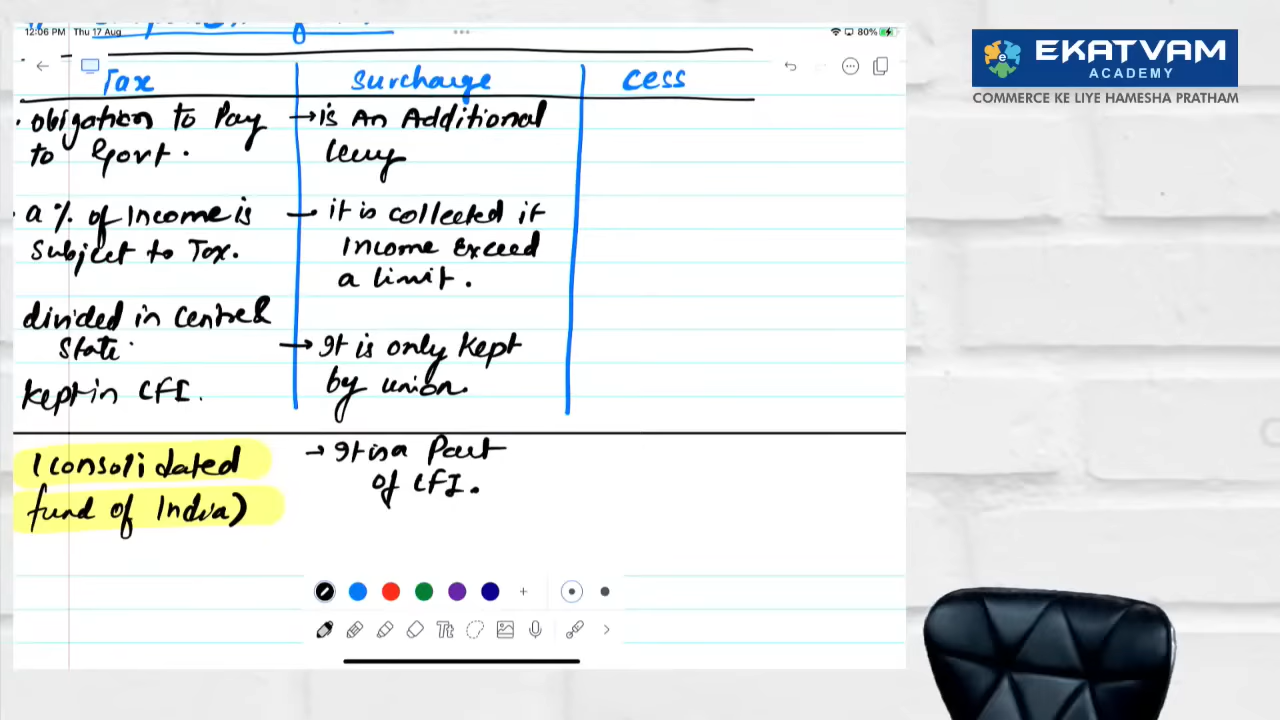 12:06 PM Thu 17 Aug
80%
EKATVAM
ACADEMY
COMMERCE KE LIYE HAMESHA PRATHAM
Tax
surcharge
cess
obligation to Pay
to Govt.
a % of Income is
subject to Tax.
divided in Centre &
State
kept in CFI.
(Consolidated
fund of India)
→ is An Additional
levy
it is collected if
Income Exceed
a limit.
→ It is only Kept
by union.
→ It is a Part
of CFI.
Tt